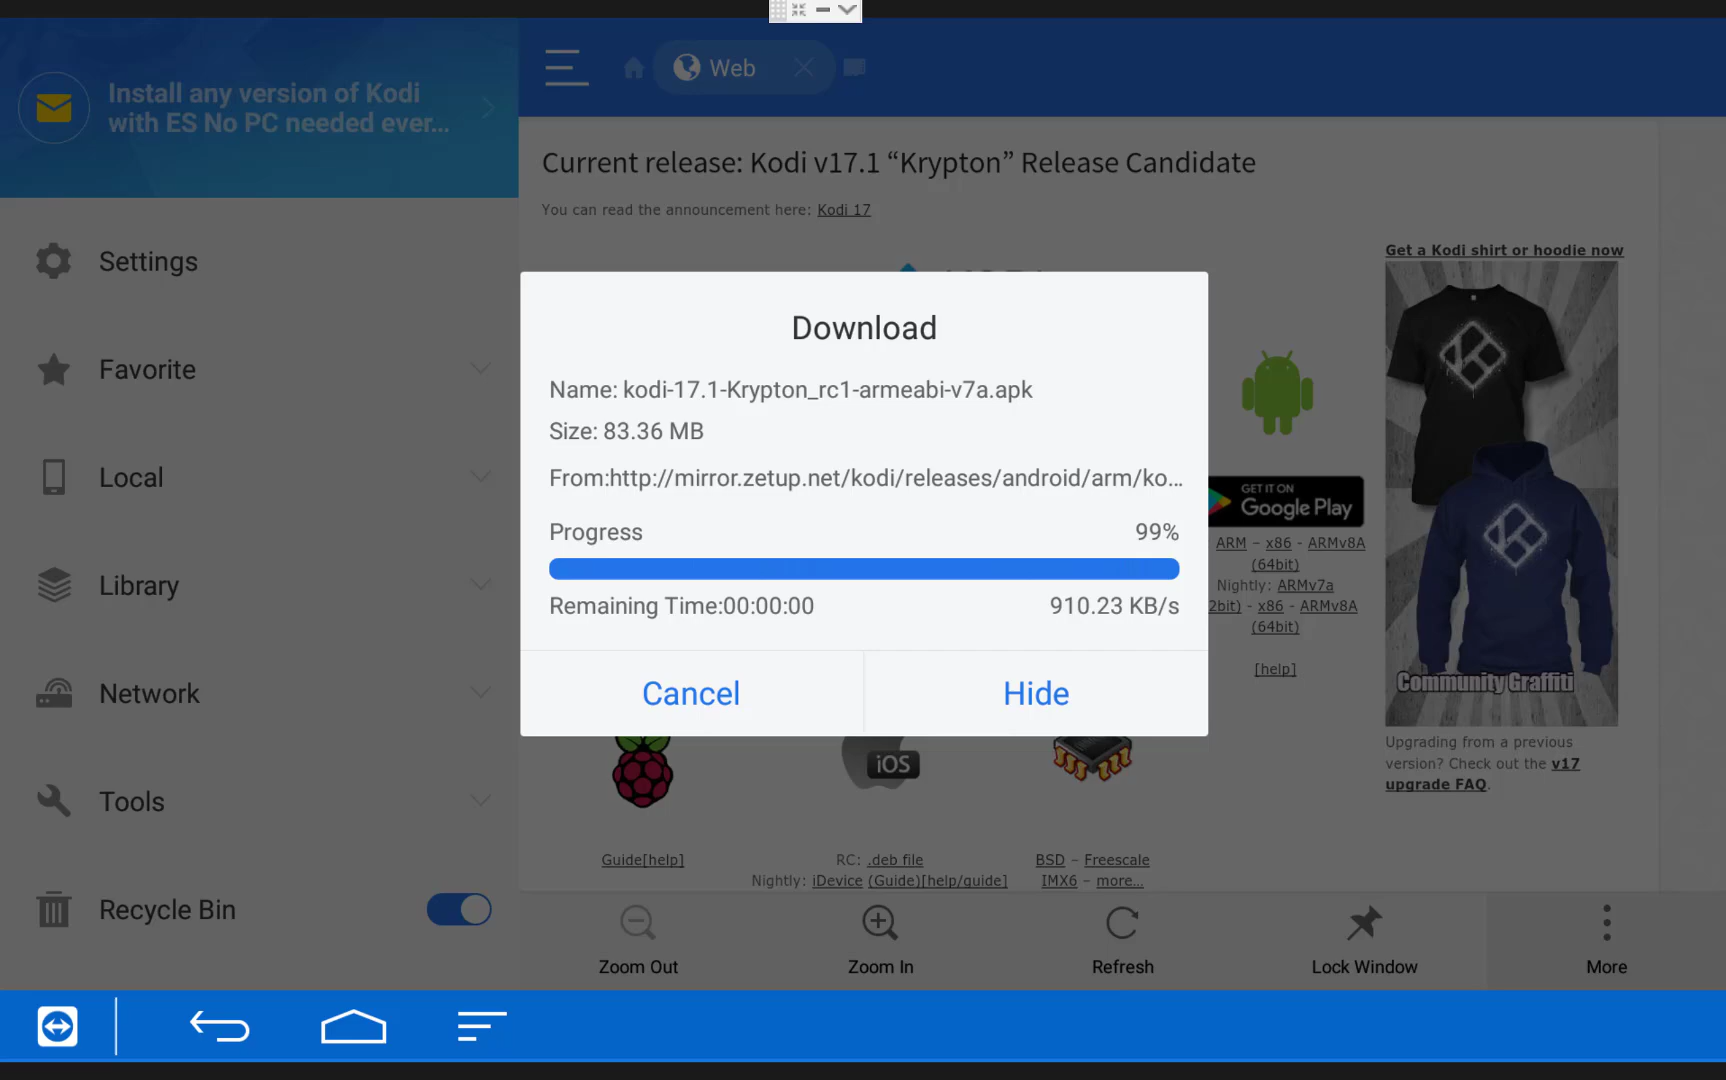 Install any version of Kodi
with ES No PC needed ever...
Settings
Favorite
Local
Library
Network
Tools
Recycle Bin
Web
Current release: Kodi v17.1 “Krypton” Release Candidate
You can read the announcement here: Kodi 17
Get a Kodi shirt or hoodie now
Download
Name: kodi-17.1-Krypton_rc1-armeabi-v7a.apk
Size: 83.36 MB
From:http://mirror.zetup.net/kodi/releases/android/arm/ko...
Progress 99%
Remaining Time:00:00:00 910.23 KB/s
Cancel Hide
GET IT ON
Google Play
ARM – x86 - ARMv8A
(64bit)
Nightly: ARMv7a
2bit) - x86 - ARMv8A
(64bit)
[help]
Community Graffiti
Upgrading from a previous
version? Check out the v17
upgrade FAQ.
iOS
Guide[help]
RC: .deb file
Nightly: iDevice (Guide)[help/guide]
BSD – Freescale
IMX6 – more...
Zoom Out
Zoom In
Refresh
Lock Window
More